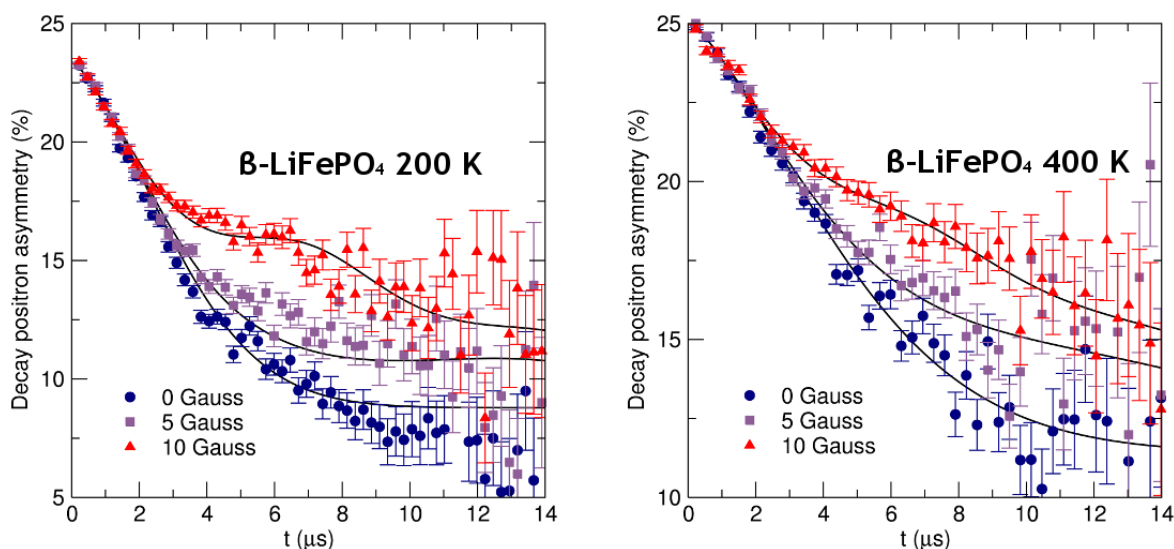 25
20
15
10
5
0
2
4
6
8
10
12
14
Decay positron asymmetry (%)
t (µs)
ß-LiFePO₄ 200 K
0 Gauss
5 Gauss
10 Gauss
25
20
15
10
0
2
4
6
8
10
12
14
Decay positron asymmetry (%)
t (µs)
ß-LiFePO₄ 400 K
0 Gauss
5 Gauss
10 Gauss